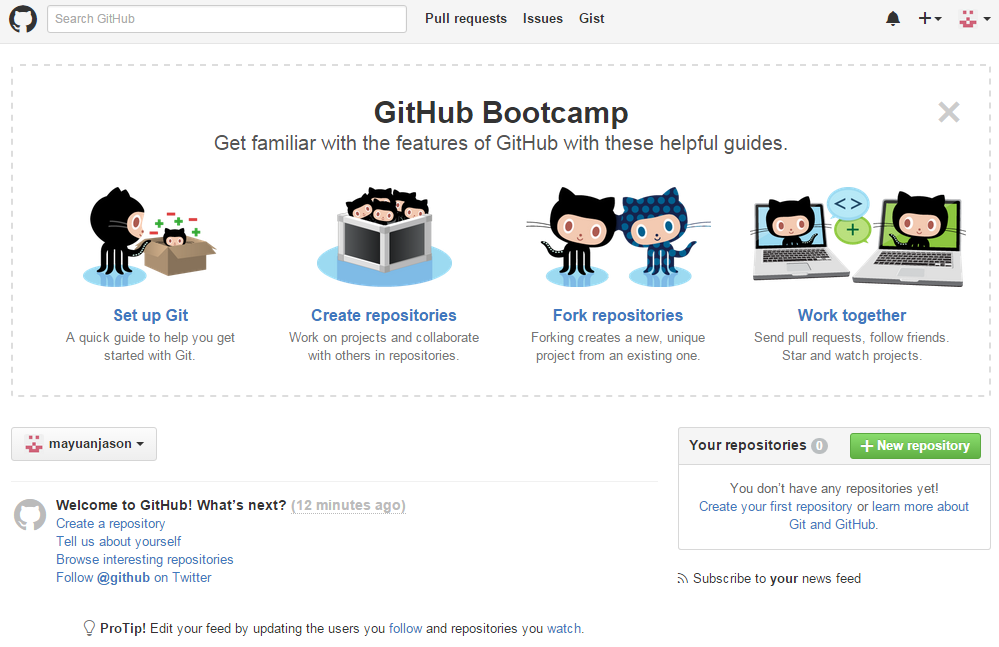 Search GitHub
Pull requests
Issues
Gist
GitHub Bootcamp
Get familiar with the features of GitHub with these helpful guides.
Set up Git
A quick guide to help you get
started with Git.
Create repositories
Work on projects and collaborate
with others in repositories.
Fork repositories
Forking creates a new, unique
project from an existing one.
Work together
Send pull requests, follow friends.
Star and watch projects.
mayuanjason
Welcome to GitHub! What's next? (12 minutes ago)
Create a repository
Tell us about yourself
Browse interesting repositories
Follow @github on Twitter
ProTip! Edit your feed by updating the users you follow and repositories you watch.
Your repositories 0
New repository
You don't have any repositories yet!
Create your first repository or learn more about
Git and GitHub.
Subscribe to your news feed